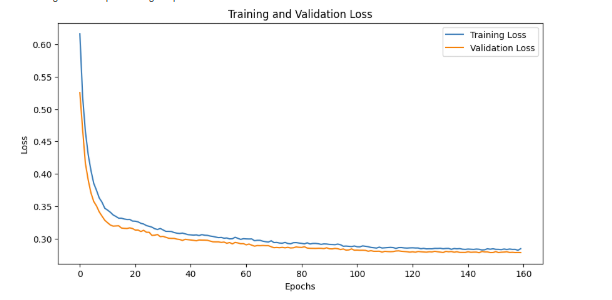 Training and Validation Loss
Training Loss
Validation Loss
Loss
0.60
0.55
0.50
0.45
0.40
0.35
0.30
0 20 40 60 80 100 120 140 160
Epochs